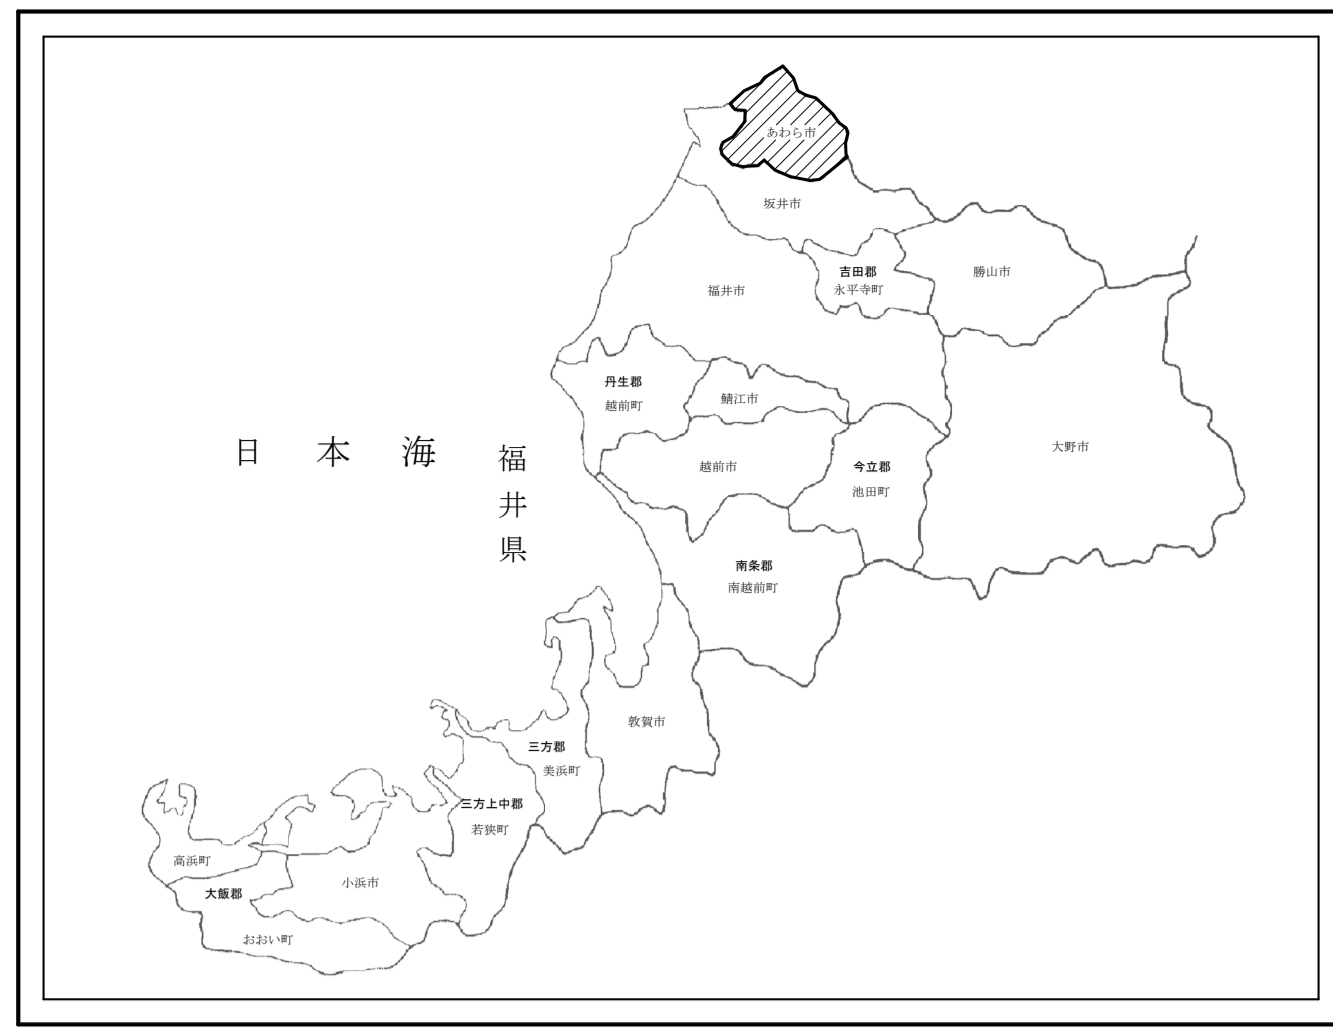 あわら市
坂井市
吉田郡
永平寺町
勝山市
福井市
丹生郡
越前町
鯖江市
大野市
日本海
福井県
越前市
今立郡
池田町
南条郡
南越前町
敦賀市
三方郡
美浜町
三方上中郡
若狭町
高浜町
大飯郡
小浜市
おおい町